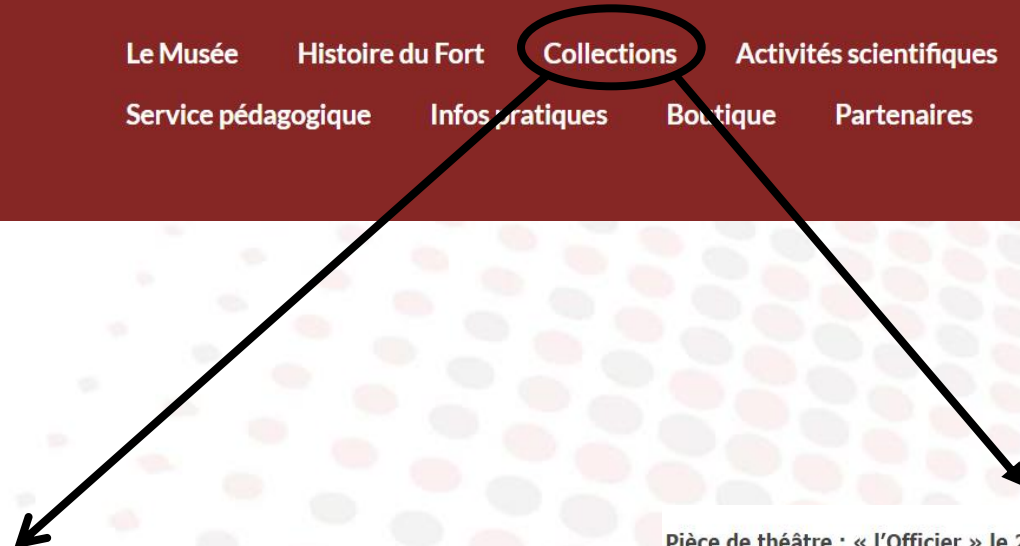 Le Musée Histoire du Fort Collections Activités scientifiques
Service pédagogique Infos pratiques Boutique Partenaires
Pièce de théâtre : « l'Officier » le